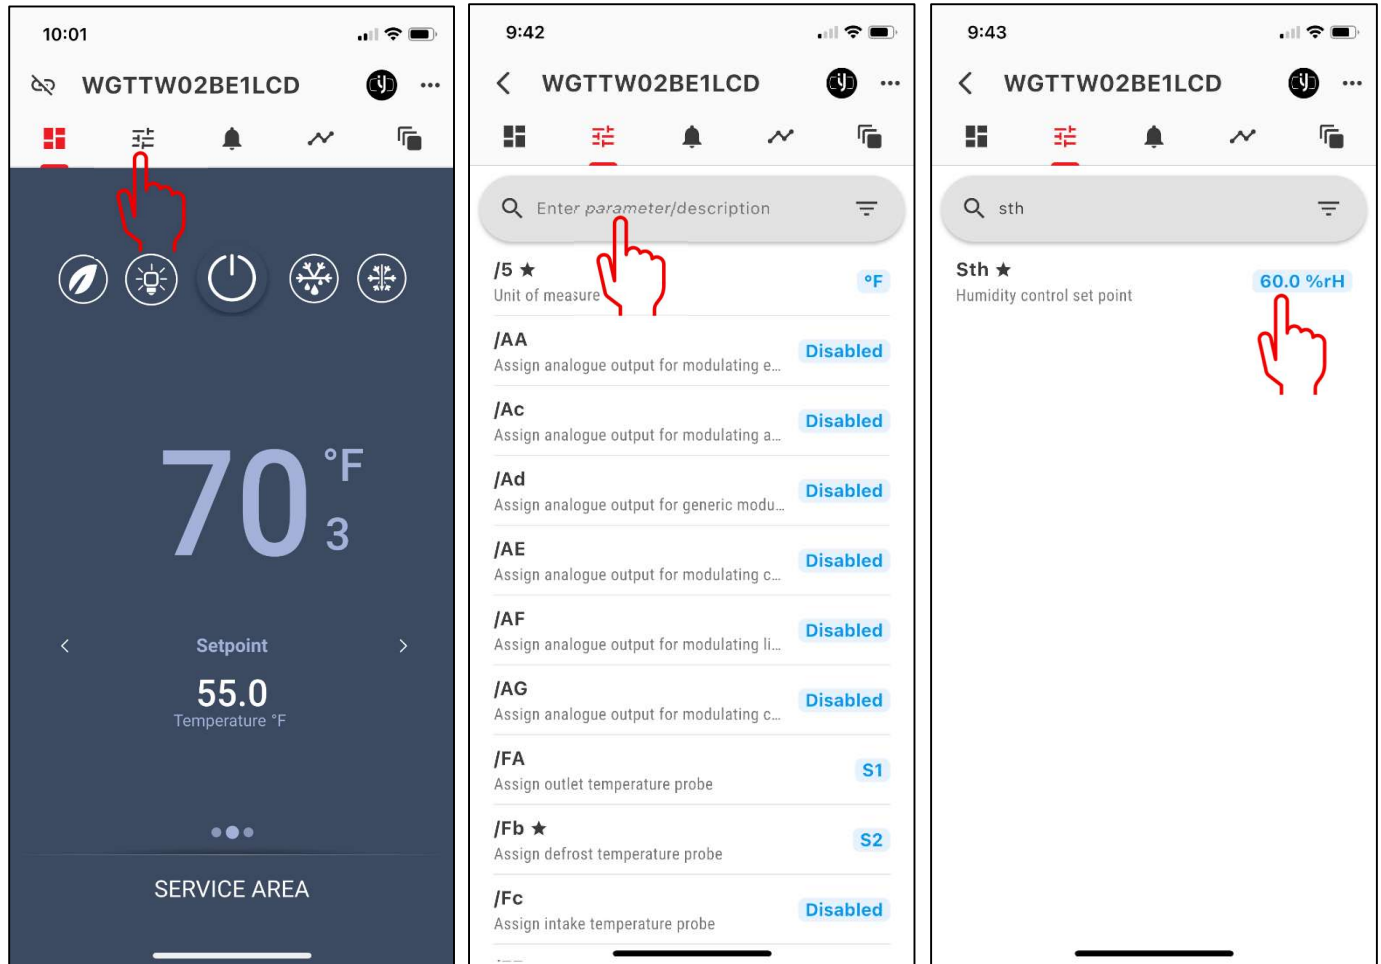 10:01
WGTTW02BE1LCD
70 °F
3
Setpoint
55.0
Temperature °F
SERVICE AREA
9:42
WGTTW02BE1LCD
Enter parameter/description
/5 ★
°F
Unit of measure
/AA
Disabled
Assign analogue output for modulating e...
/Ac
Disabled
Assign analogue output for modulating a...
/Ad
Disabled
Assign analogue output for generic modu...
/AE
Disabled
Assign analogue output for modulating c...
/AF
Disabled
Assign analogue output for modulating li...
/AG
Disabled
Assign analogue output for modulating c...
/FA
S1
Assign outlet temperature probe
/Fb ★
S2
Assign defrost temperature probe
/Fc
Disabled
Assign intake temperature probe
9:43
WGTTW02BE1LCD
sth
Sth ★
60.0 %rH
Humidity control set point